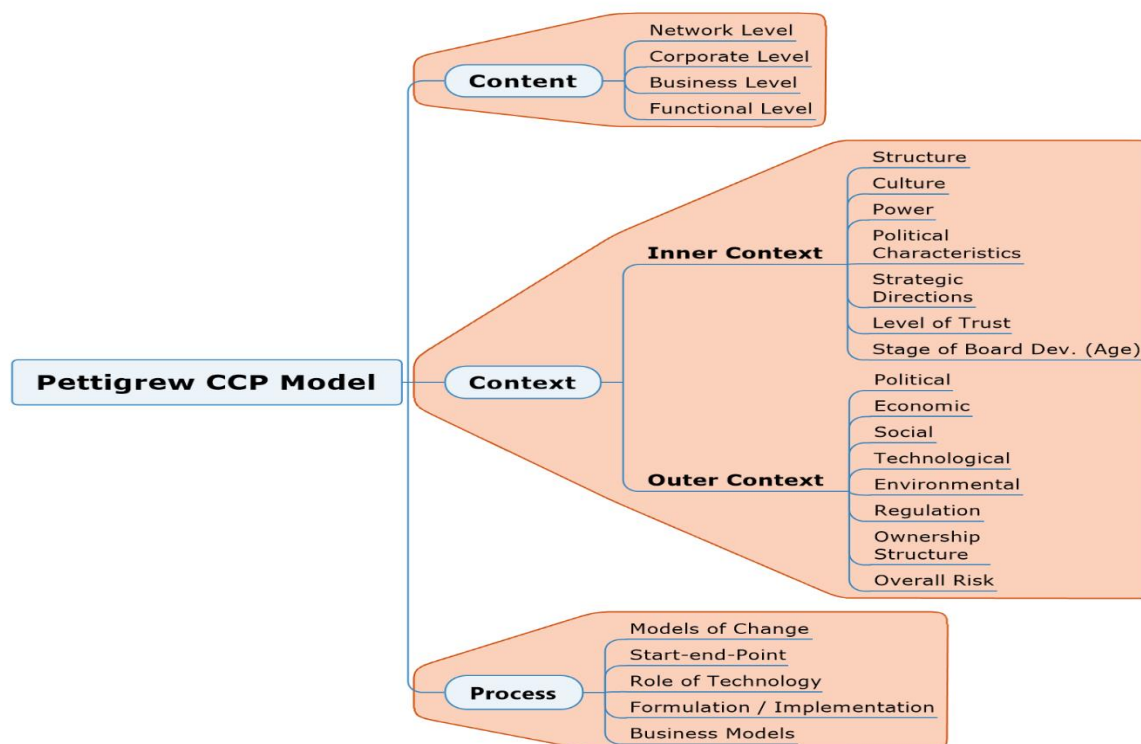 Network Level
Corporate Level
Content
Business Level
Functional Level
Structure
Culture
Power
Inner Context
Political
Characteristics
Strategic
Directions
Level of Trust
Stage of Board Dev. (Age)
Pettigrew CCP Model
Context
Political
Economic
Social
Technological
Outer Context
Environmental
Regulation
Ownership
Structure
Overall Risk
Models of Change
Start-end-Point
Process
Role of Technology
Formulation / Implementation
Business Models